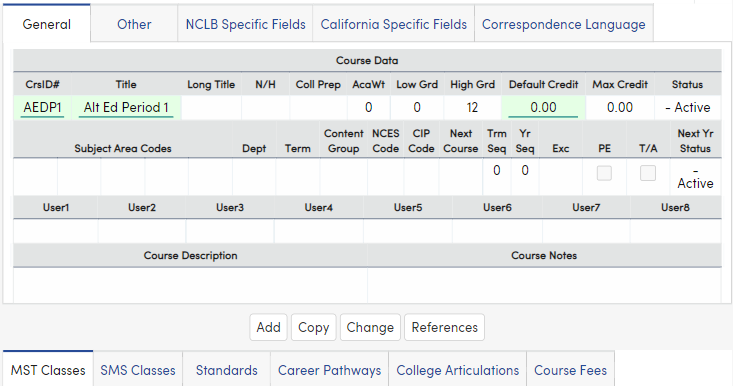 General Other NCLB Specific Fields California Specific Fields Correspondence Language
Course Data
CrsID# Title Long Title N/H Coll Prep AcaWt Low Grd High Grd Default Credit Max Credit Status
AEDP1 Alt Ed Period 1 0 0 12 0.00 0.00 - Active
Subject Area Codes Dept Term Content Group NCES Code CIP Code Next Course Trm Seq Yr Seq Exc PE T/A Next Yr Status
0 0 - Active
User1 User2 User3 User4 User5 User6 User7 User8
Course Description Course Notes
Add Copy Change References
MST Classes SMS Classes Standards Career Pathways College Articulations Course Fees